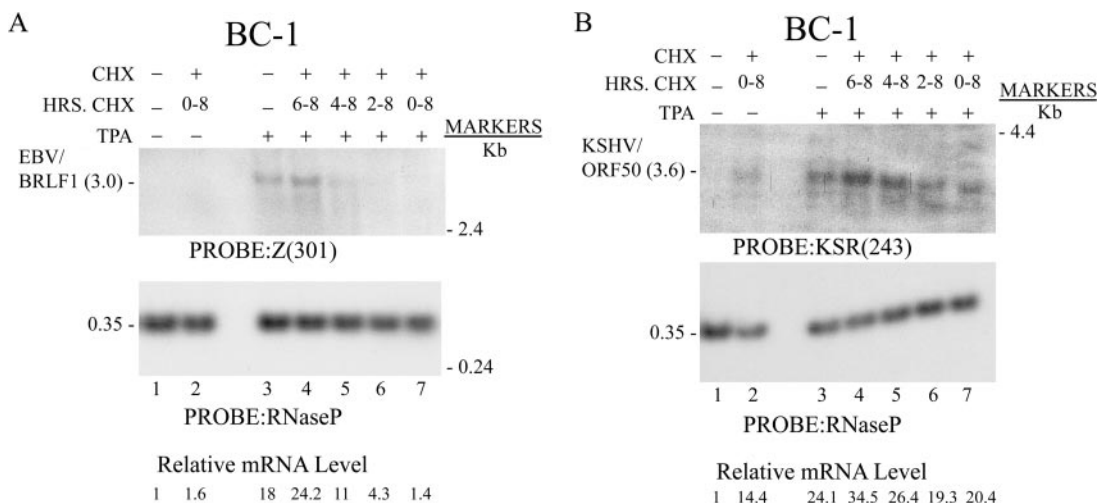 A
BC-1
CHX – + – + + + +
HRS. CHX – 0-8 – 6-8 4-8 2-8 0-8
TPA – – + + + + +
MARKERS
Kb
EBV/
BRLF1 (3.0) -
- 2.4
PROBE:Z(301)
0.35 -
- 0.24
1 2 3 4 5 6 7
PROBE:RNaseP
Relative mRNA Level
1 1.6 18 24.2 11 4.3 1.4
B
BC-1
CHX – + – + + + +
HRS. CHX – 0-8 – 6-8 4-8 2-8 0-8
TPA – – + + + + +
MARKERS
Kb
- 4.4
KSHV/
ORF50 (3.6) -
PROBE:KSR(243)
0.35 -
1 2 3 4 5 6 7
PROBE:RNaseP
Relative mRNA Level
1 14.4 24.1 34.5 26.4 19.3 20.4